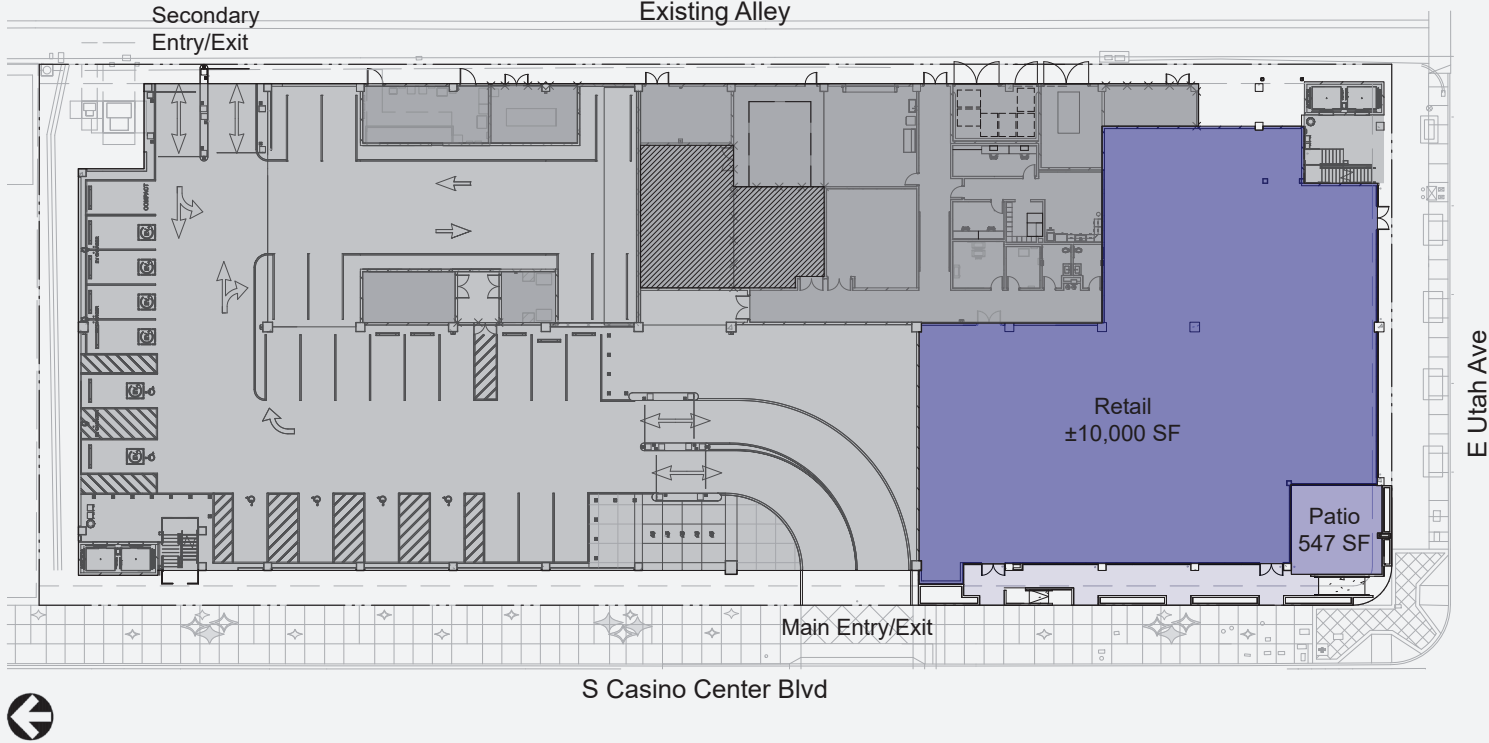 Existing Alley
Secondary
Entry/Exit
COMPACT
E Utah Ave
Retail
±10,000 SF
Patio
547 SF
Main Entry/Exit
S Casino Center Blvd